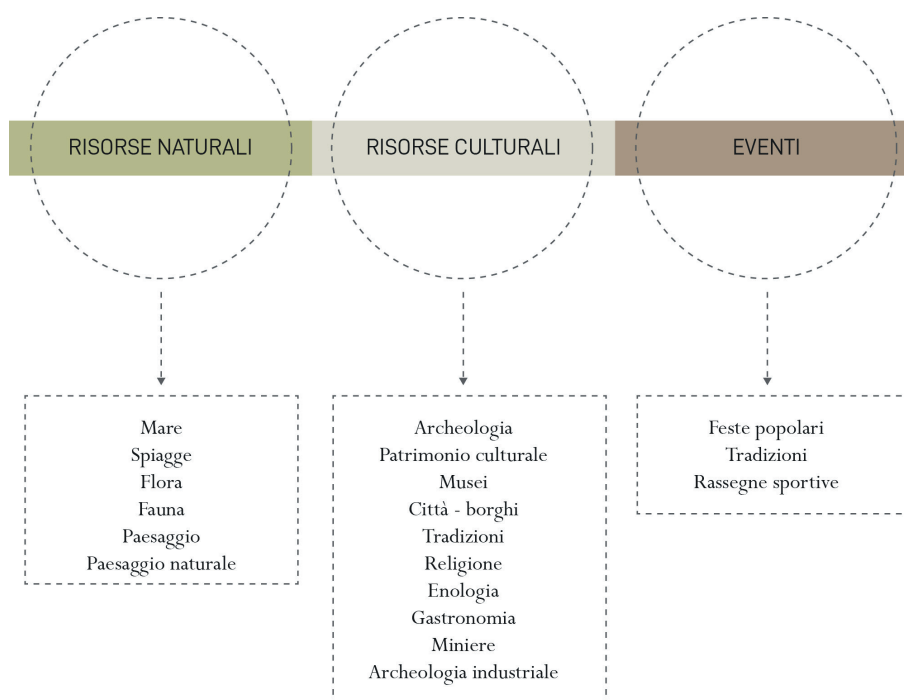 RISORSE NATURALI
RISORSE CULTURALI
EVENTI
Mare
Spiagge
Flora
Fauna
Paesaggio
Paesaggio naturale
Archeologia
Patrimonio culturale
Musei
Città - borghi
Tradizioni
Religione
Enologia
Gastronomia
Miniere
Archeologia industriale
Feste popolari
Tradizioni
Rassegne sportive